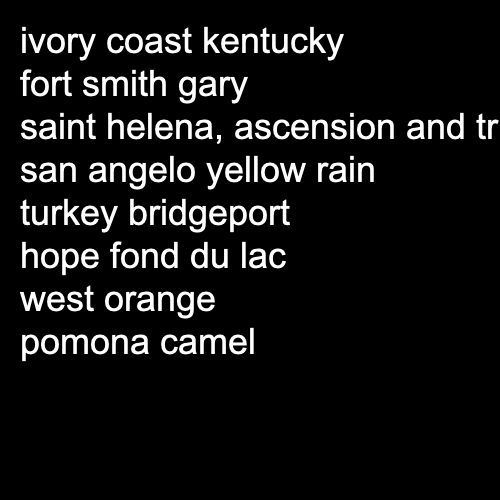 ivory coast kentucky
fort smith gary
saint helena, ascension and
san angelo yellow rain
turkey bridgeport
hope fond du lac
west orange
pomona camel